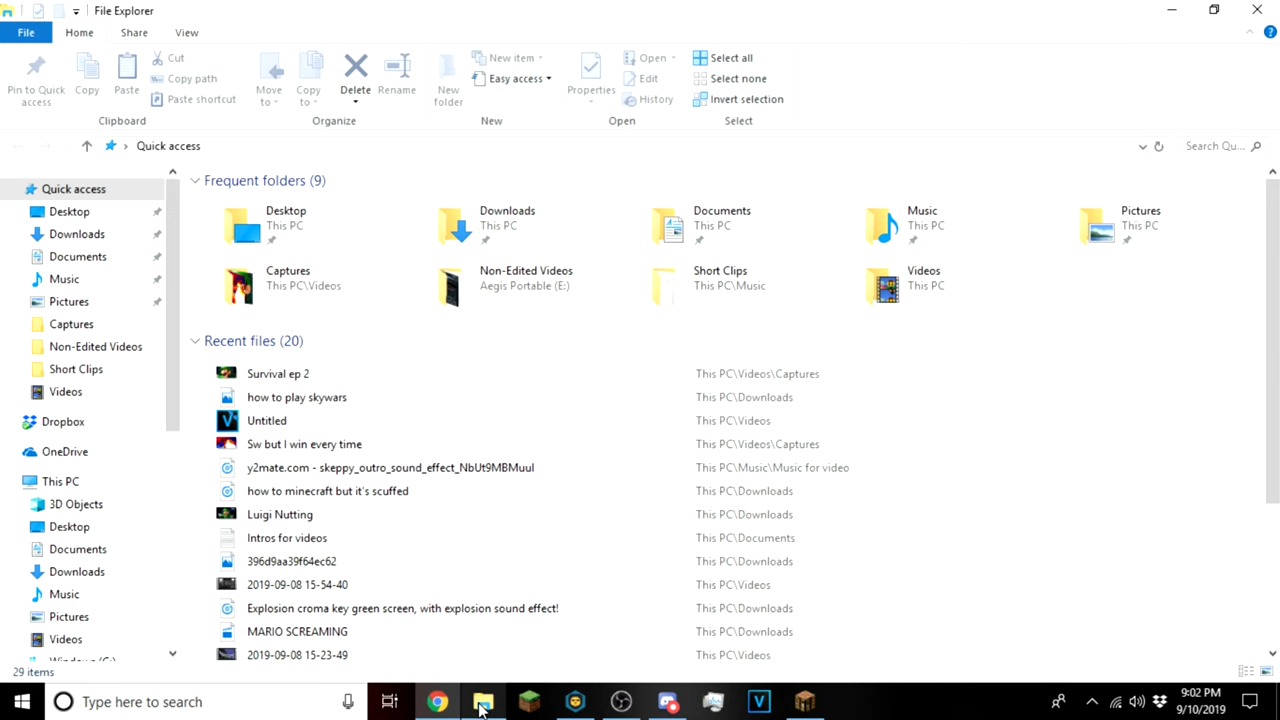 File Explorer
File Home Share View
Pin to Quick access
Copy
Paste
Cut
Copy path
Paste shortcut
Move to
Copy to
Delete
Rename
New folder
New item
Easy access
Properties
Open
Edit
History
Select all
Select none
Invert selection
Clipboard Organize New Open Select
Quick access
Search Qu...
Quick access
Desktop
Downloads
Documents
Music
Pictures
Captures
Non-Edited Videos
Short Clips
Videos
Dropbox
OneDrive
This PC
3D Objects
Desktop
Documents
Downloads
Music
Pictures
Videos
Windows (C:)
Frequent folders (9)
Desktop
This PC
Downloads
This PC
Documents
This PC
Music
This PC
Pictures
This PC
Captures
This PC\Videos
Non-Edited Videos
Aegis Portable (E:)
Short Clips
This PC\Music
Videos
This PC
Recent files (20)
Survival ep 2 This PC\Videos\Captures
how to play skywars This PC\Downloads
Untitled This PC\Videos
Sw but I win every time This PC\Videos\Captures
y2mate.com - skeppy_outro_sound_effect_NbUt9MBMuuI This PC\Music\Music for video
how to minecraft but it's scuffed This PC\Downloads
Luigi Nutting This PC\Downloads
Intros for videos This PC\Documents
396d9aa39f64ec62 This PC\Downloads
2019-09-08 15-54-40 This PC\Videos
Explosion croma key green screen, with explosion sound effect! This PC\Downloads
MARIO SCREAMING This PC\Downloads
2019-09-08 15-23-49 This PC\Videos
29 items
Type here to search
V
9:02 PM
9/10/2019